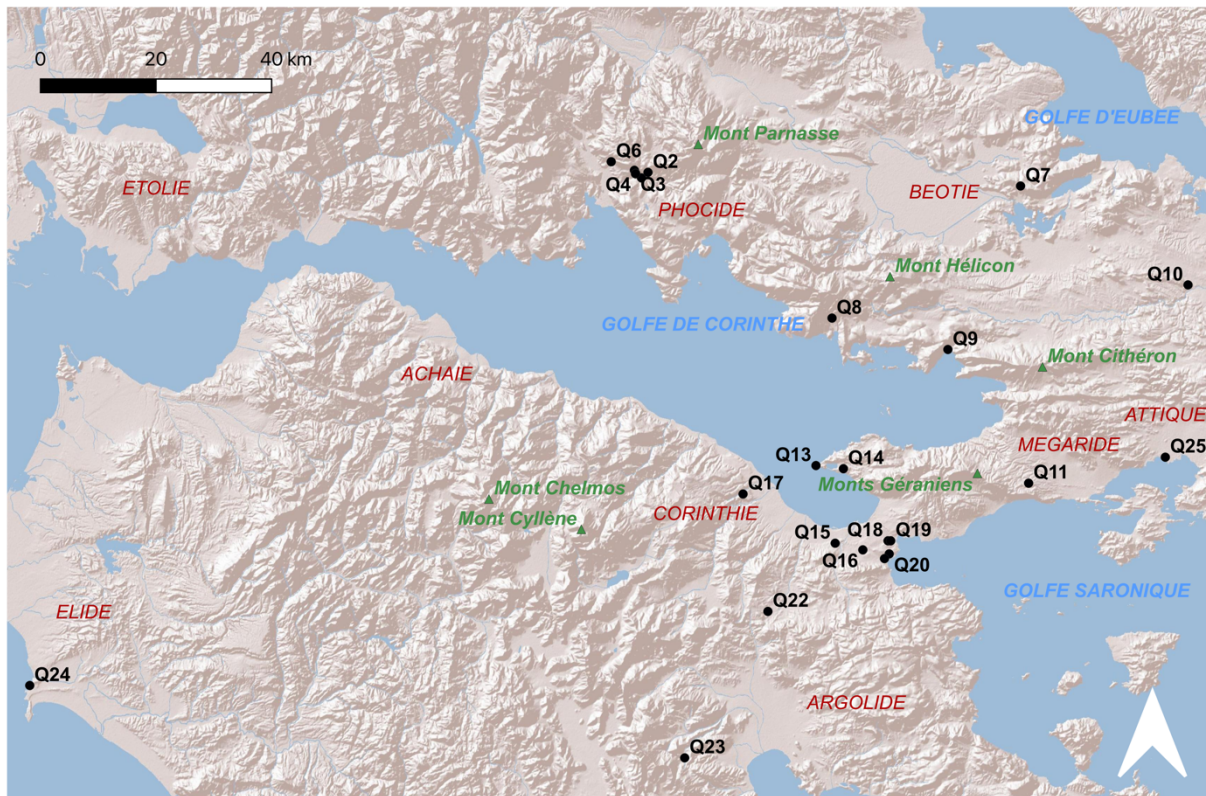 0 20 40 km
GOLFE D'EUBEE
Mont Parnasse
Q6
Q2
Q4
Q3
Q7
ETOLIE
PHOCIDE
BEOTIE
Mont Hélicon
Q10
Q8
GOLFE DE CORINTHE
Q9
Mont Cithéron
ACHAIE
ATTIQUE
MEGARIDE
Q13
Q14
Q25
Monts Géraniens
Q11
Q17
Mont Chelmos
CORINTHIE
Mont Cyllène
Q15
Q18
Q19
Q16
Q20
GOLFE SARONIQUE
Q22
ELIDE
Q24
ARGOLIDE
Q23